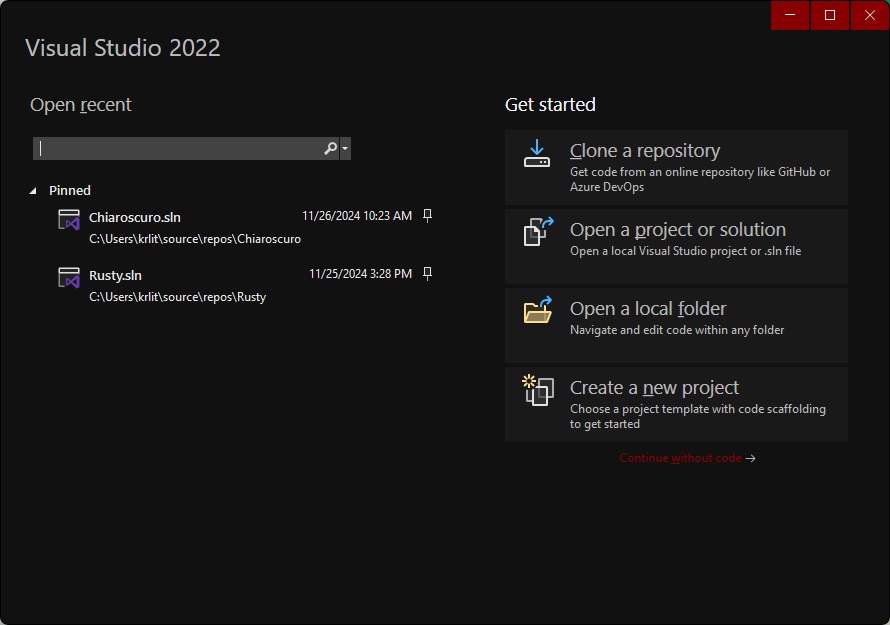 Visual Studio 2022
Open recent
Pinned
Chiaroscuro.sln 11/26/2024 10:23 AM
C:\Users\krlit\source\repos\Chiaroscuro
Rusty.sln 11/25/2024 3:28 PM
C:\Users\krlit\source\repos\Rusty
Get started
Clone a repository
Get code from an online repository like GitHub or
Azure DevOps
Open a project or solution
Open a local Visual Studio project or .sln file
Open a local folder
Navigate and edit code within any folder
Create a new project
Choose a project template with code scaffolding
to get started
Continue without code →